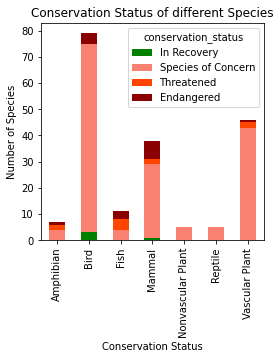 Conservation Status of different Species
conservation_status
In Recovery
Species of Concern
Threatened
Endangered
Number of Species
80
70
60
50
40
30
20
10
0
Amphibian
Bird
Fish
Mammal
Nonvascular Plant
Reptile
Vascular Plant
Conservation Status